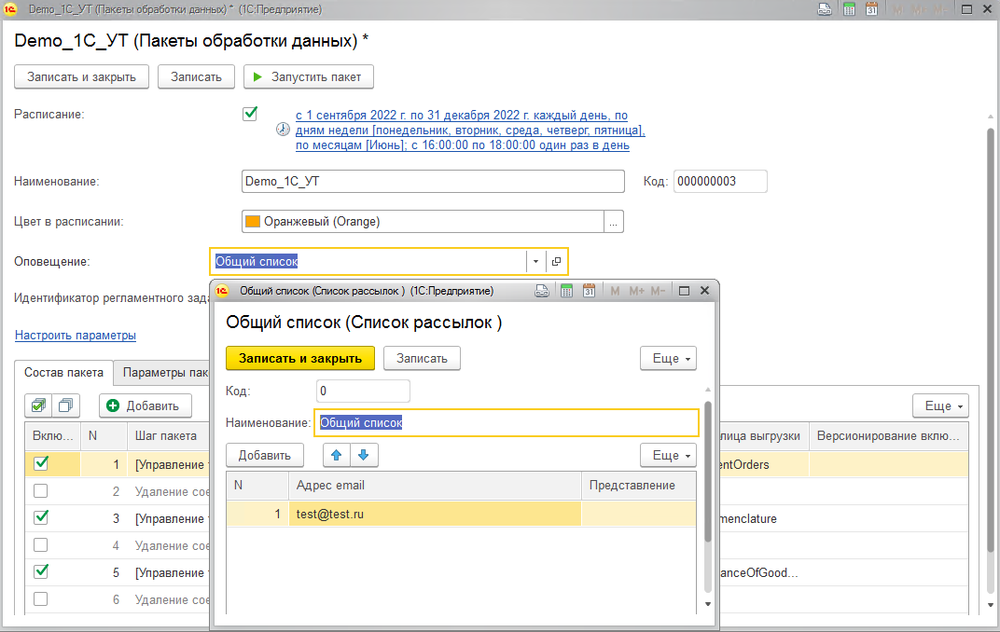 Demo_1С_УТ (Пакеты обработки данных) * (1С:Предприятие)
M M+ M-
Demo_1С_УТ (Пакеты обработки данных) *
Записать и закрыть
Записать
Запустить пакет
Расписание:
с 1 сентября 2022 г. по 31 декабря 2022 г. каждый день, по
дням недели [понедельник, вторник, среда, четверг, пятница],
по месяцам [Июнь]; с 16:00:00 по 18:00:00 один раз в день
Наименование:
Demo_1С_УТ
Код:
000000003
Цвет в расписании:
Оранжевый (Orange)
...
Оповещение:
Общий список
Идентификор регламентного зада
Настроить параметры
Общий список (Список рассылок ) (1С:Предприятие)
31
M M+ M-
Общий список (Список рассылок )
Записать и закрыть
Записать
Еще
Код:
0
Наименование:
Общий список
Добавить
Еще
N
Адрес email
Представление
1
test@test.ru
Состав пакета
Параметры пак
Добавить
Еще
Вклю...
N
Шаг пакета
лица выгрузки
Версионирование вклю...
1
[Управление
entOrders
2
Удаление сое
3
[Управление
menclature
4
Удаление сое
5
[Управление
anceOfGood...
6
Удаление сое